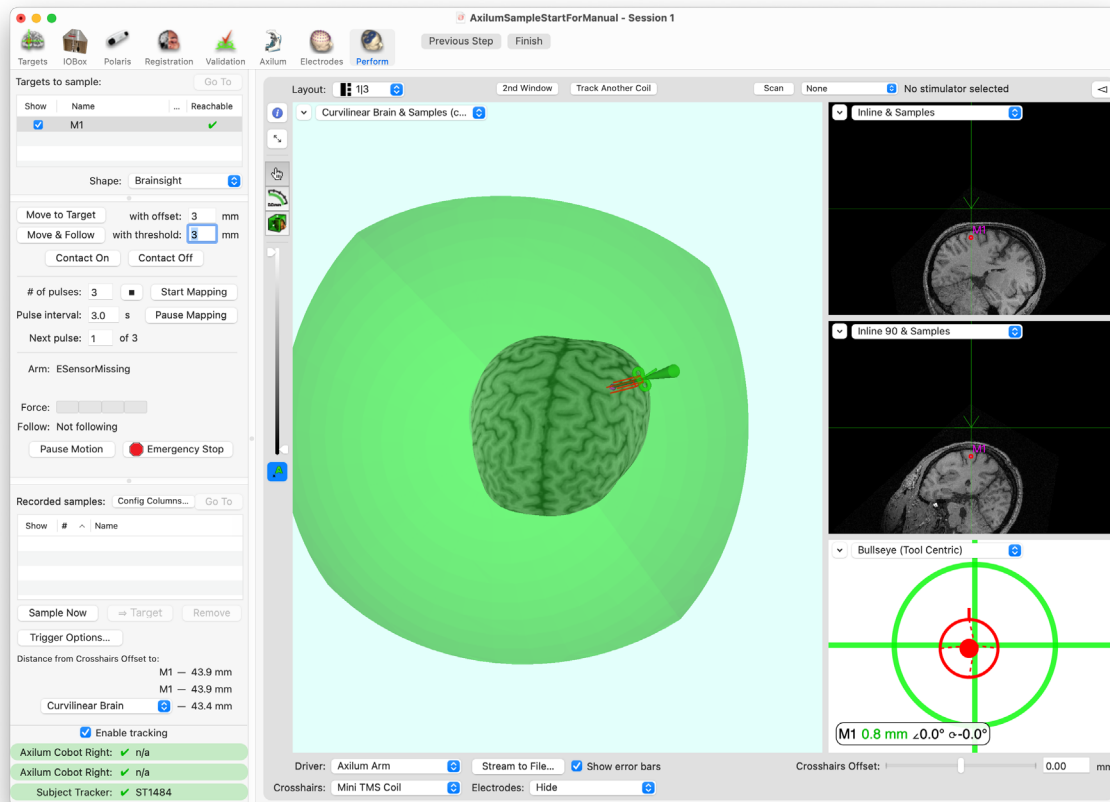 AxilumSampleStartForManual - Session 1
Targets
IOBox
Polaris
Registration
Validation
Axilum
Electrodes
Perform
Previous Step
Finish
Targets to sample:
Go To
Show
Name
...
Reachable
M1
Shape: Brainsight
Move to Target with offset: 3 mm
Move & Follow with threshold: 3 mm
Contact On
Contact Off
# of pulses: 3
Start Mapping
Pulse interval: 3.0 s
Pause Mapping
Next pulse: 1 of 3
Arm: ESensorMissing
Force:
Follow: Not following
Pause Motion
Emergency Stop
Recorded samples:
Config Columns...
Go To
Show
#
Name
Sample Now
⇒ Target
Remove
Trigger Options...
Distance from Crosshairs Offset to:
M1 — 43.9 mm
M1 — 43.9 mm
Curvilinear Brain — 43.4 mm
Enable tracking
Axilum Cobot Right: ✔ n/a
Axilum Cobot Right: ✔ n/a
Subject Tracker: ✔ ST1484
Layout: 1|3
2nd Window
Track Another Coil
Scan
None
No stimulator selected
Curvilinear Brain & Samples (c...
Inline & Samples
M1
Inline 90 & Samples
M1
Bullseye (Tool Centric)
M1 0.8 mm ∠0.0° ⟳-0.0°
Driver: Axilum Arm
Stream to File...
Show error bars
Crosshairs Offset:
0.00 mm
Crosshairs: Mini TMS Coil
Electrodes: Hide